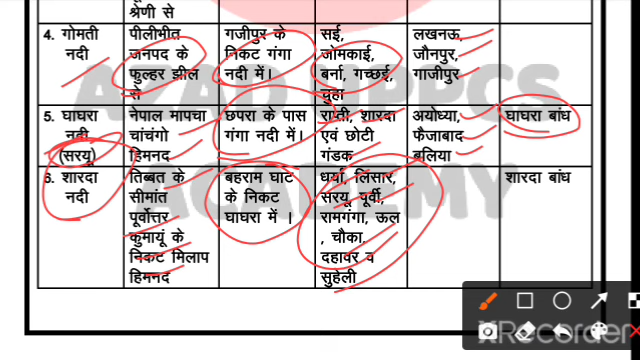 श्रेणी से
4. गोमती
नदी
पीलीभीत
जनपद के
फुल्हर झील
से
गजीपुर के
निकट गंगा
नदी में।
सई,
जोमकाई,
बर्ना, गच्छई,
चुहा
लखनऊ,
जौनपुर,
गाजीपुर
5. घाघरा
नदी
(सरयू)
नेपाल मापचा
चांचंगो
हिमनद
छपरा के पास
गंगा नदी में।
राप्ती, शारदा
एवं छोटी
गंडक
अयोध्या,
फैजाबाद
बलिया
घाघरा बांध
6. शारदा
नदी
तिब्बत के
सीमांत
पूर्वोत्तर
कुमायूं के
निकट मिलाप
हिमनद
बहराम घाट
के निकट
घाघरा में ।
धर्या, लिंसार,
सरयू पूर्वी,
रामगंगा, ऊल
, चौका,
दहावर व
सुहेली
शारदा बांध
AZAD UPPCS
ACADEMY
XRecorder